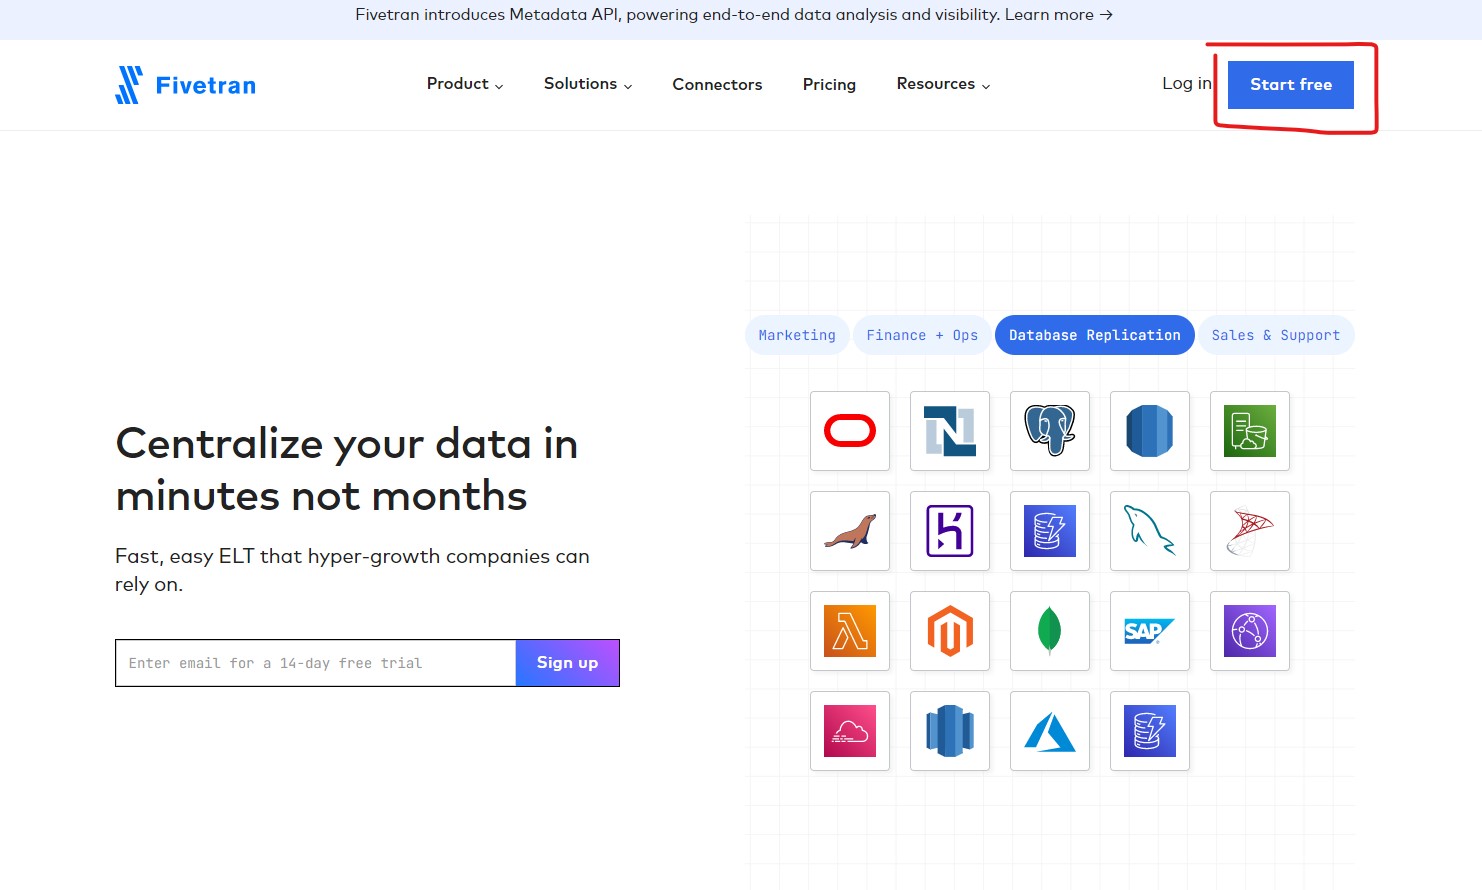 Fivetran introduces Metadata API, powering end-to-end data analysis and visibility. Learn more →
Fivetran
Product Solutions Connectors Pricing Resources Log in Start free
Marketing Finance + Ops Database Replication Sales & Support
N
Centralize your data in
minutes not months
Fast, easy ELT that hyper-growth companies can
rely on.
SAP
Enter email for a 14-day free trial Sign up